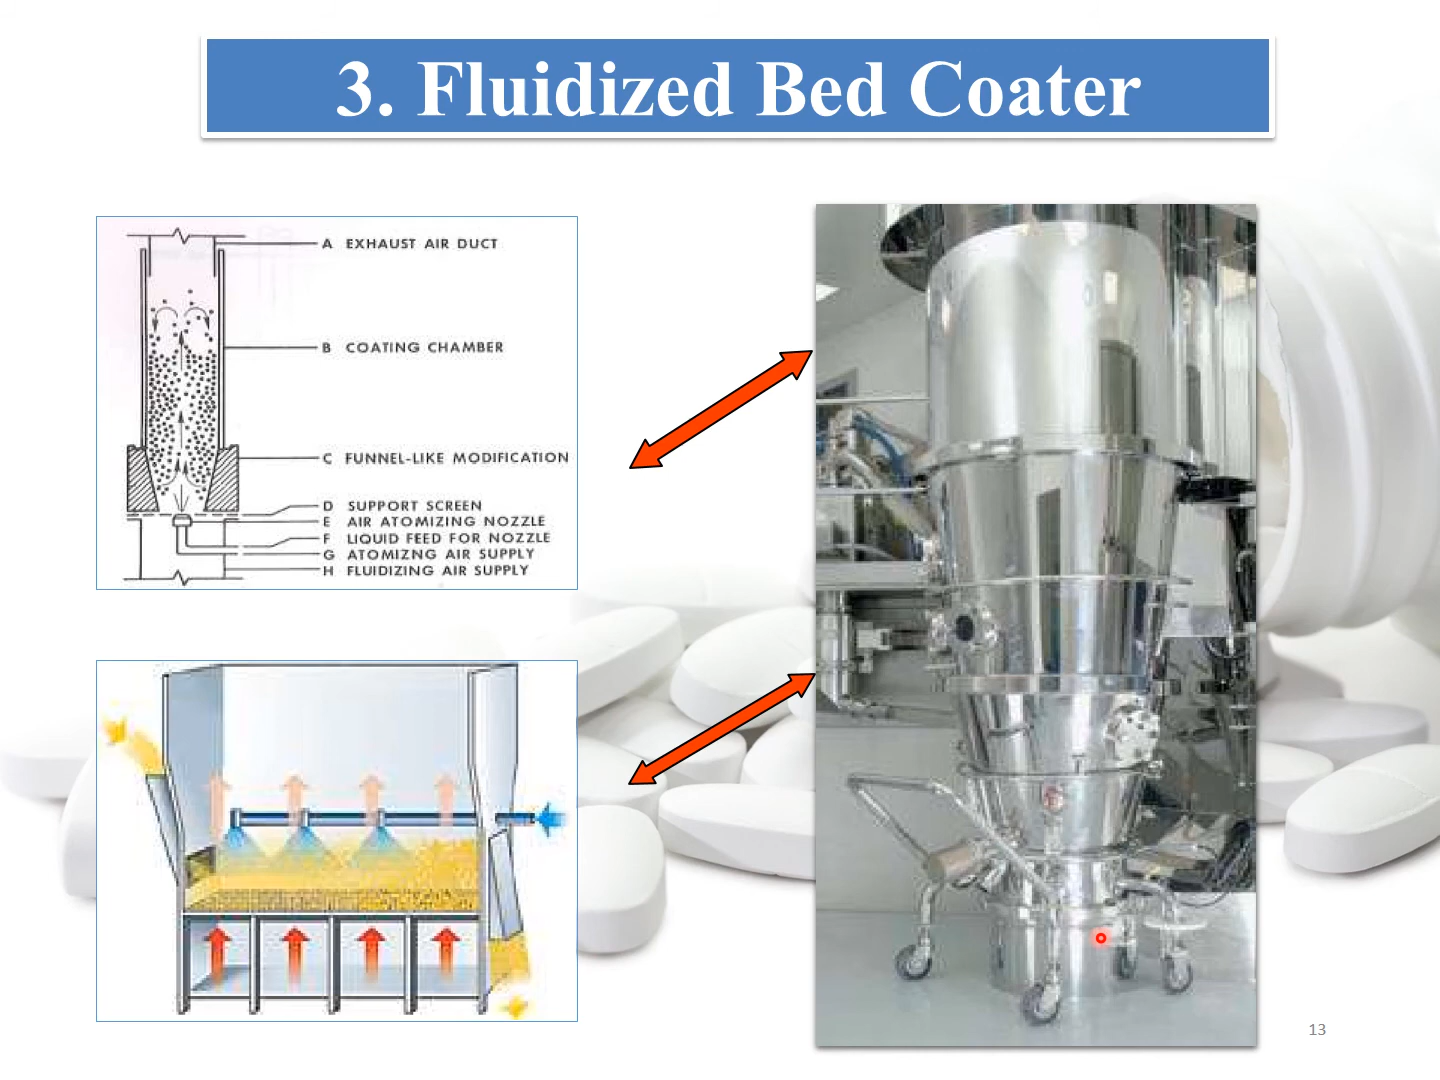 3. Fluidized Bed Coater
A EXHAUST AIR DUCT
B COATING CHAMBER
C FUNNEL-LIKE MODIFICATION
D SUPPORT SCREEN
E AIR ATOMIZING NOZZLE
F LIQUID FEED FOR NOZZLE
G ATOMIZNG AIR SUPPLY
H FLUIDIZING AIR SUPPLY
13